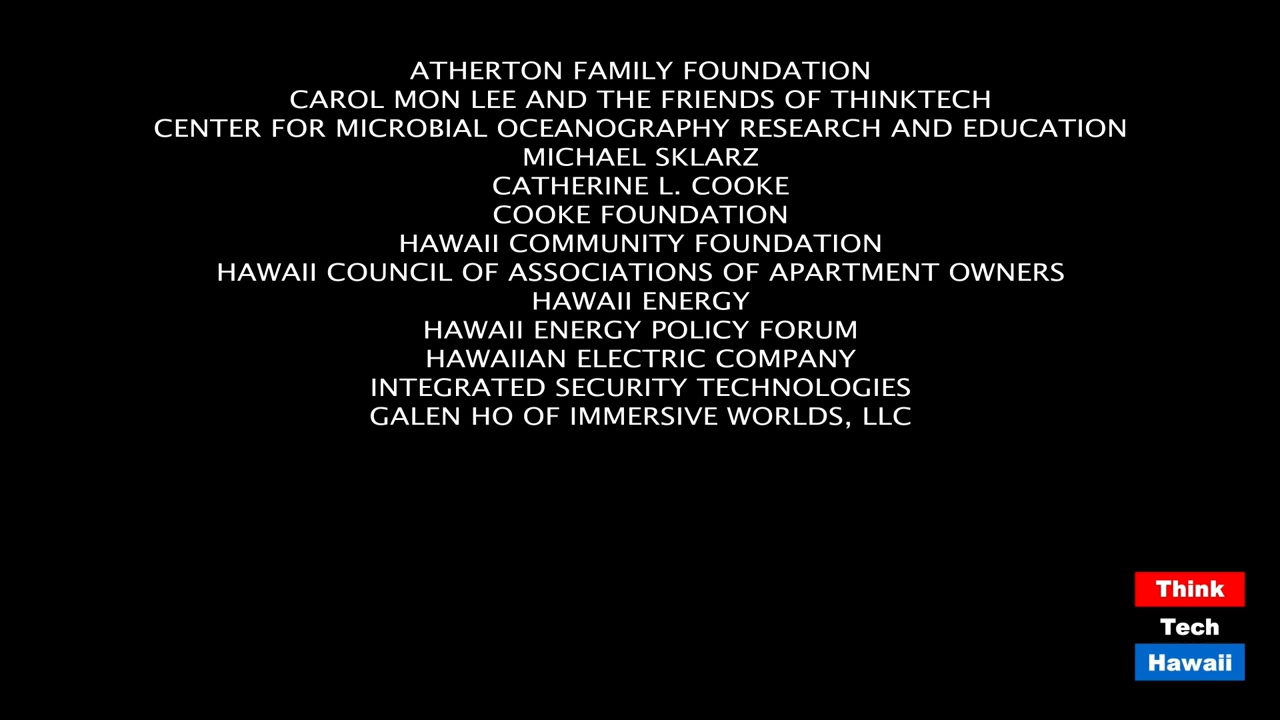 ATHERTON FAMILY FOUNDATION
CAROL MON LEE AND THE FRIENDS OF THINKTECH
CENTER FOR MICROBIAL OCEANOGRAPHY RESEARCH AND EDUCATION
MICHAEL SKLARZ
CATHERINE L. COOKE
COOKE FOUNDATION
HAWAII COMMUNITY FOUNDATION
HAWAII COUNCIL OF ASSOCIATIONS OF APARTMENT OWNERS
HAWAII ENERGY
HAWAII ENERGY POLICY FORUM
HAWAIIAN ELECTRIC COMPANY
INTEGRATED SECURITY TECHNOLOGIES
GALEN HO OF IMMERSIVE WORLDS, LLC
Think
Tech
Hawaii